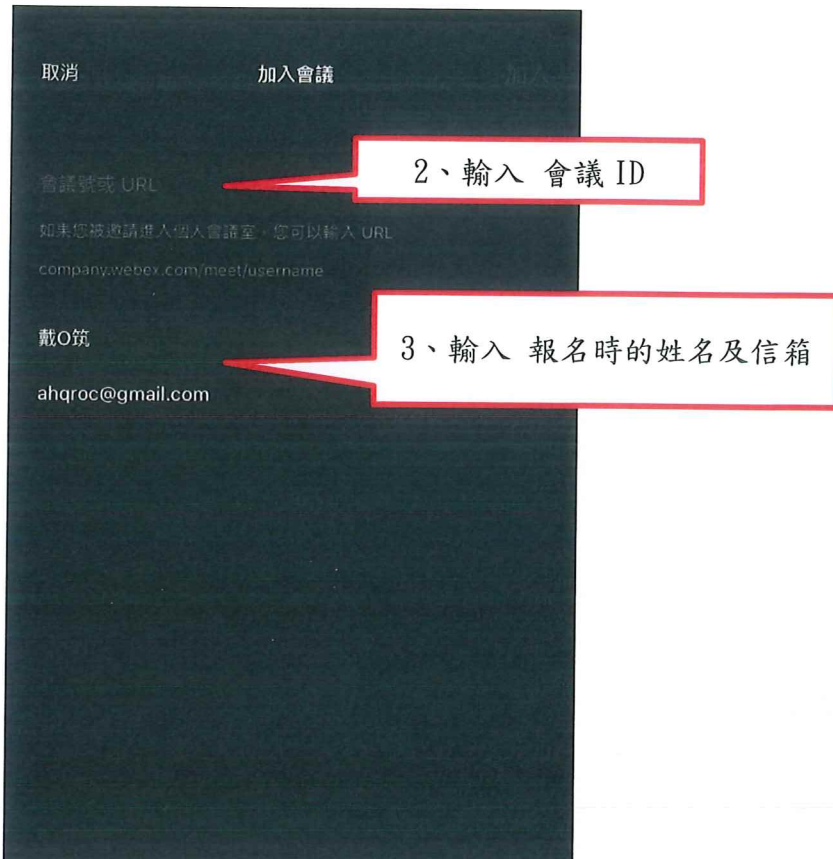 取消
加入會議
加入
2、輸入 會議 ID
會議號或 URL
如果您被邀請進入個人會議室，您可以輸入 URL
company.webex.com/meet/username
戴O筑
3、輸入 報名時的姓名及信箱
ahqroc@gmail.com